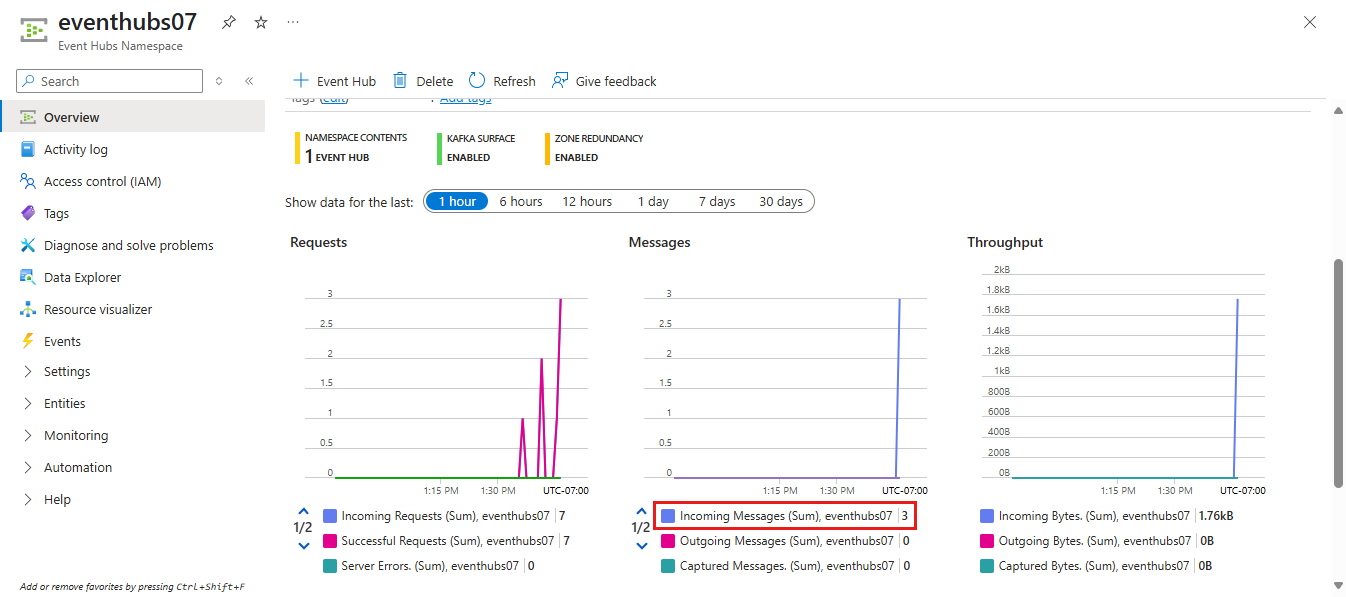 eventhubs07
Event Hubs Namespace
Search
Event Hub
Delete
Refresh
Give feedback
Tags (edit) : Add tags
Overview
Activity log
Access control (IAM)
Tags
Diagnose and solve problems
Data Explorer
Resource visualizer
Events
Settings
Entities
Monitoring
Automation
Help
Add or remove favorites by pressing Ctrl+Shift+F
NAMESPACE CONTENTS
1 EVENT HUB
KAFKA SURFACE
ENABLED
ZONE REDUNDANCY
ENABLED
Show data for the last: 1 hour 6 hours 12 hours 1 day 7 days 30 days
Requests
3
2.5
2
1.5
1
0.5
0
1:15 PM 1:30 PM UTC-07:00
1/2
Incoming Requests (Sum), eventhubs07 7
Successful Requests (Sum), eventhubs07 7
Server Errors. (Sum), eventhubs07 0
Messages
3
2.5
2
1.5
1
0.5
0
1:15 PM 1:30 PM UTC-07:00
1/2
Incoming Messages (Sum), eventhubs07 3
Outgoing Messages (Sum), eventhubs07 0
Captured Messages. (Sum), eventhubs07 0
Throughput
2kB
1.8kB
1.6kB
1.4kB
1.2kB
1kB
800B
600B
400B
200B
0B
1:15 PM 1:30 PM UTC-07:00
Incoming Bytes. (Sum), eventhubs07 1.76kB
Outgoing Bytes. (Sum), eventhubs07 0B
Captured Bytes. (Sum), eventhubs07 0B